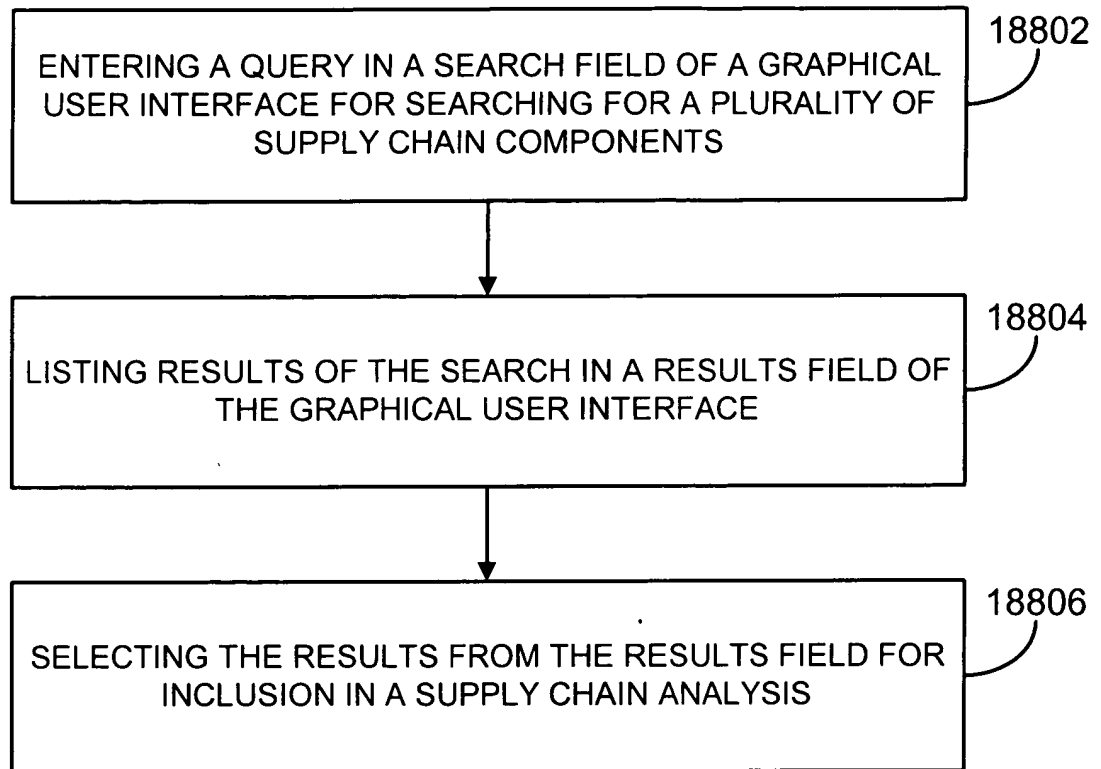 18802
ENTERING A QUERY IN A SEARCH FIELD OF A GRAPHICAL
USER INTERFACE FOR SEARCHING FOR A PLURALITY OF
SUPPLY CHAIN COMPONENTS
18804
LISTING RESULTS OF THE SEARCH IN A RESULTS FIELD OF
THE GRAPHICAL USER INTERFACE
18806
SELECTING THE RESULTS FROM THE RESULTS FIELD FOR
INCLUSION IN A SUPPLY CHAIN ANALYSIS